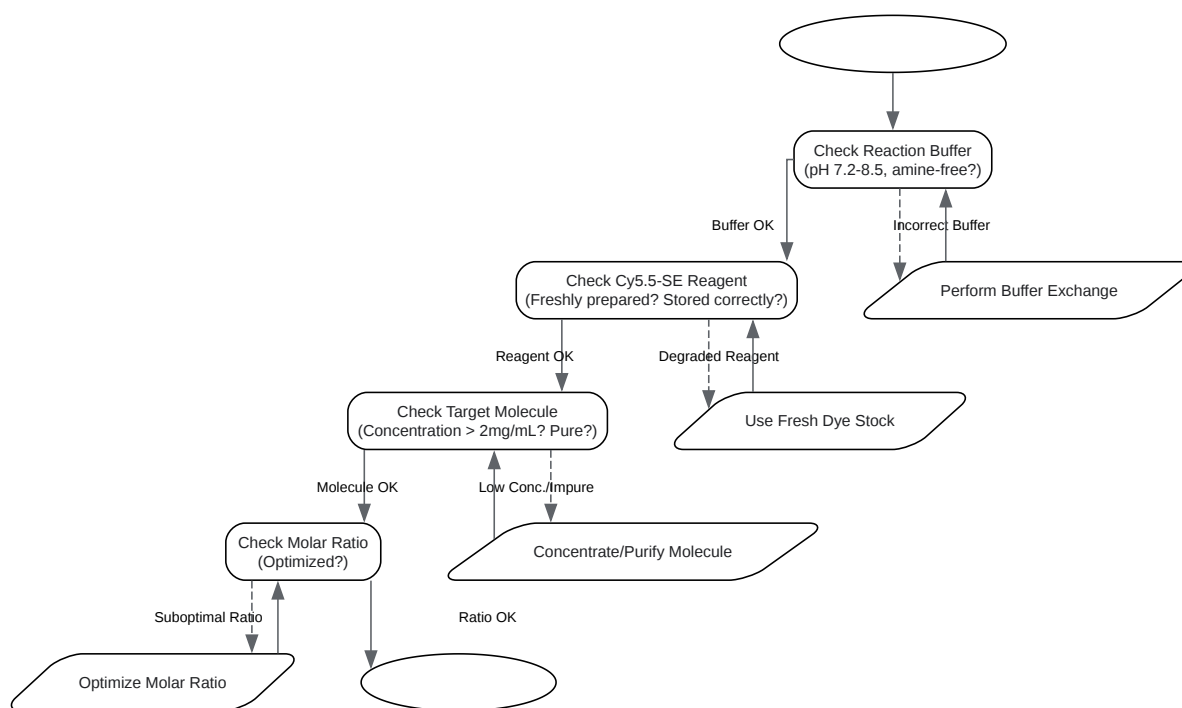 Check Reaction Buffer
(pH 7.2-8.5, amine-free?)
Buffer OK
Incorrect Buffer
Check Cy5.5-SE Reagent
(Freshly prepared? Stored correctly?)
Perform Buffer Exchange
Reagent OK
Degraded Reagent
Check Target Molecule
(Concentration > 2mg/mL? Pure?)
Use Fresh Dye Stock
Molecule OK
Low Conc./Impure
Check Molar Ratio
(Optimized?)
Concentrate/Purify Molecule
Suboptimal Ratio
Ratio OK
Optimize Molar Ratio